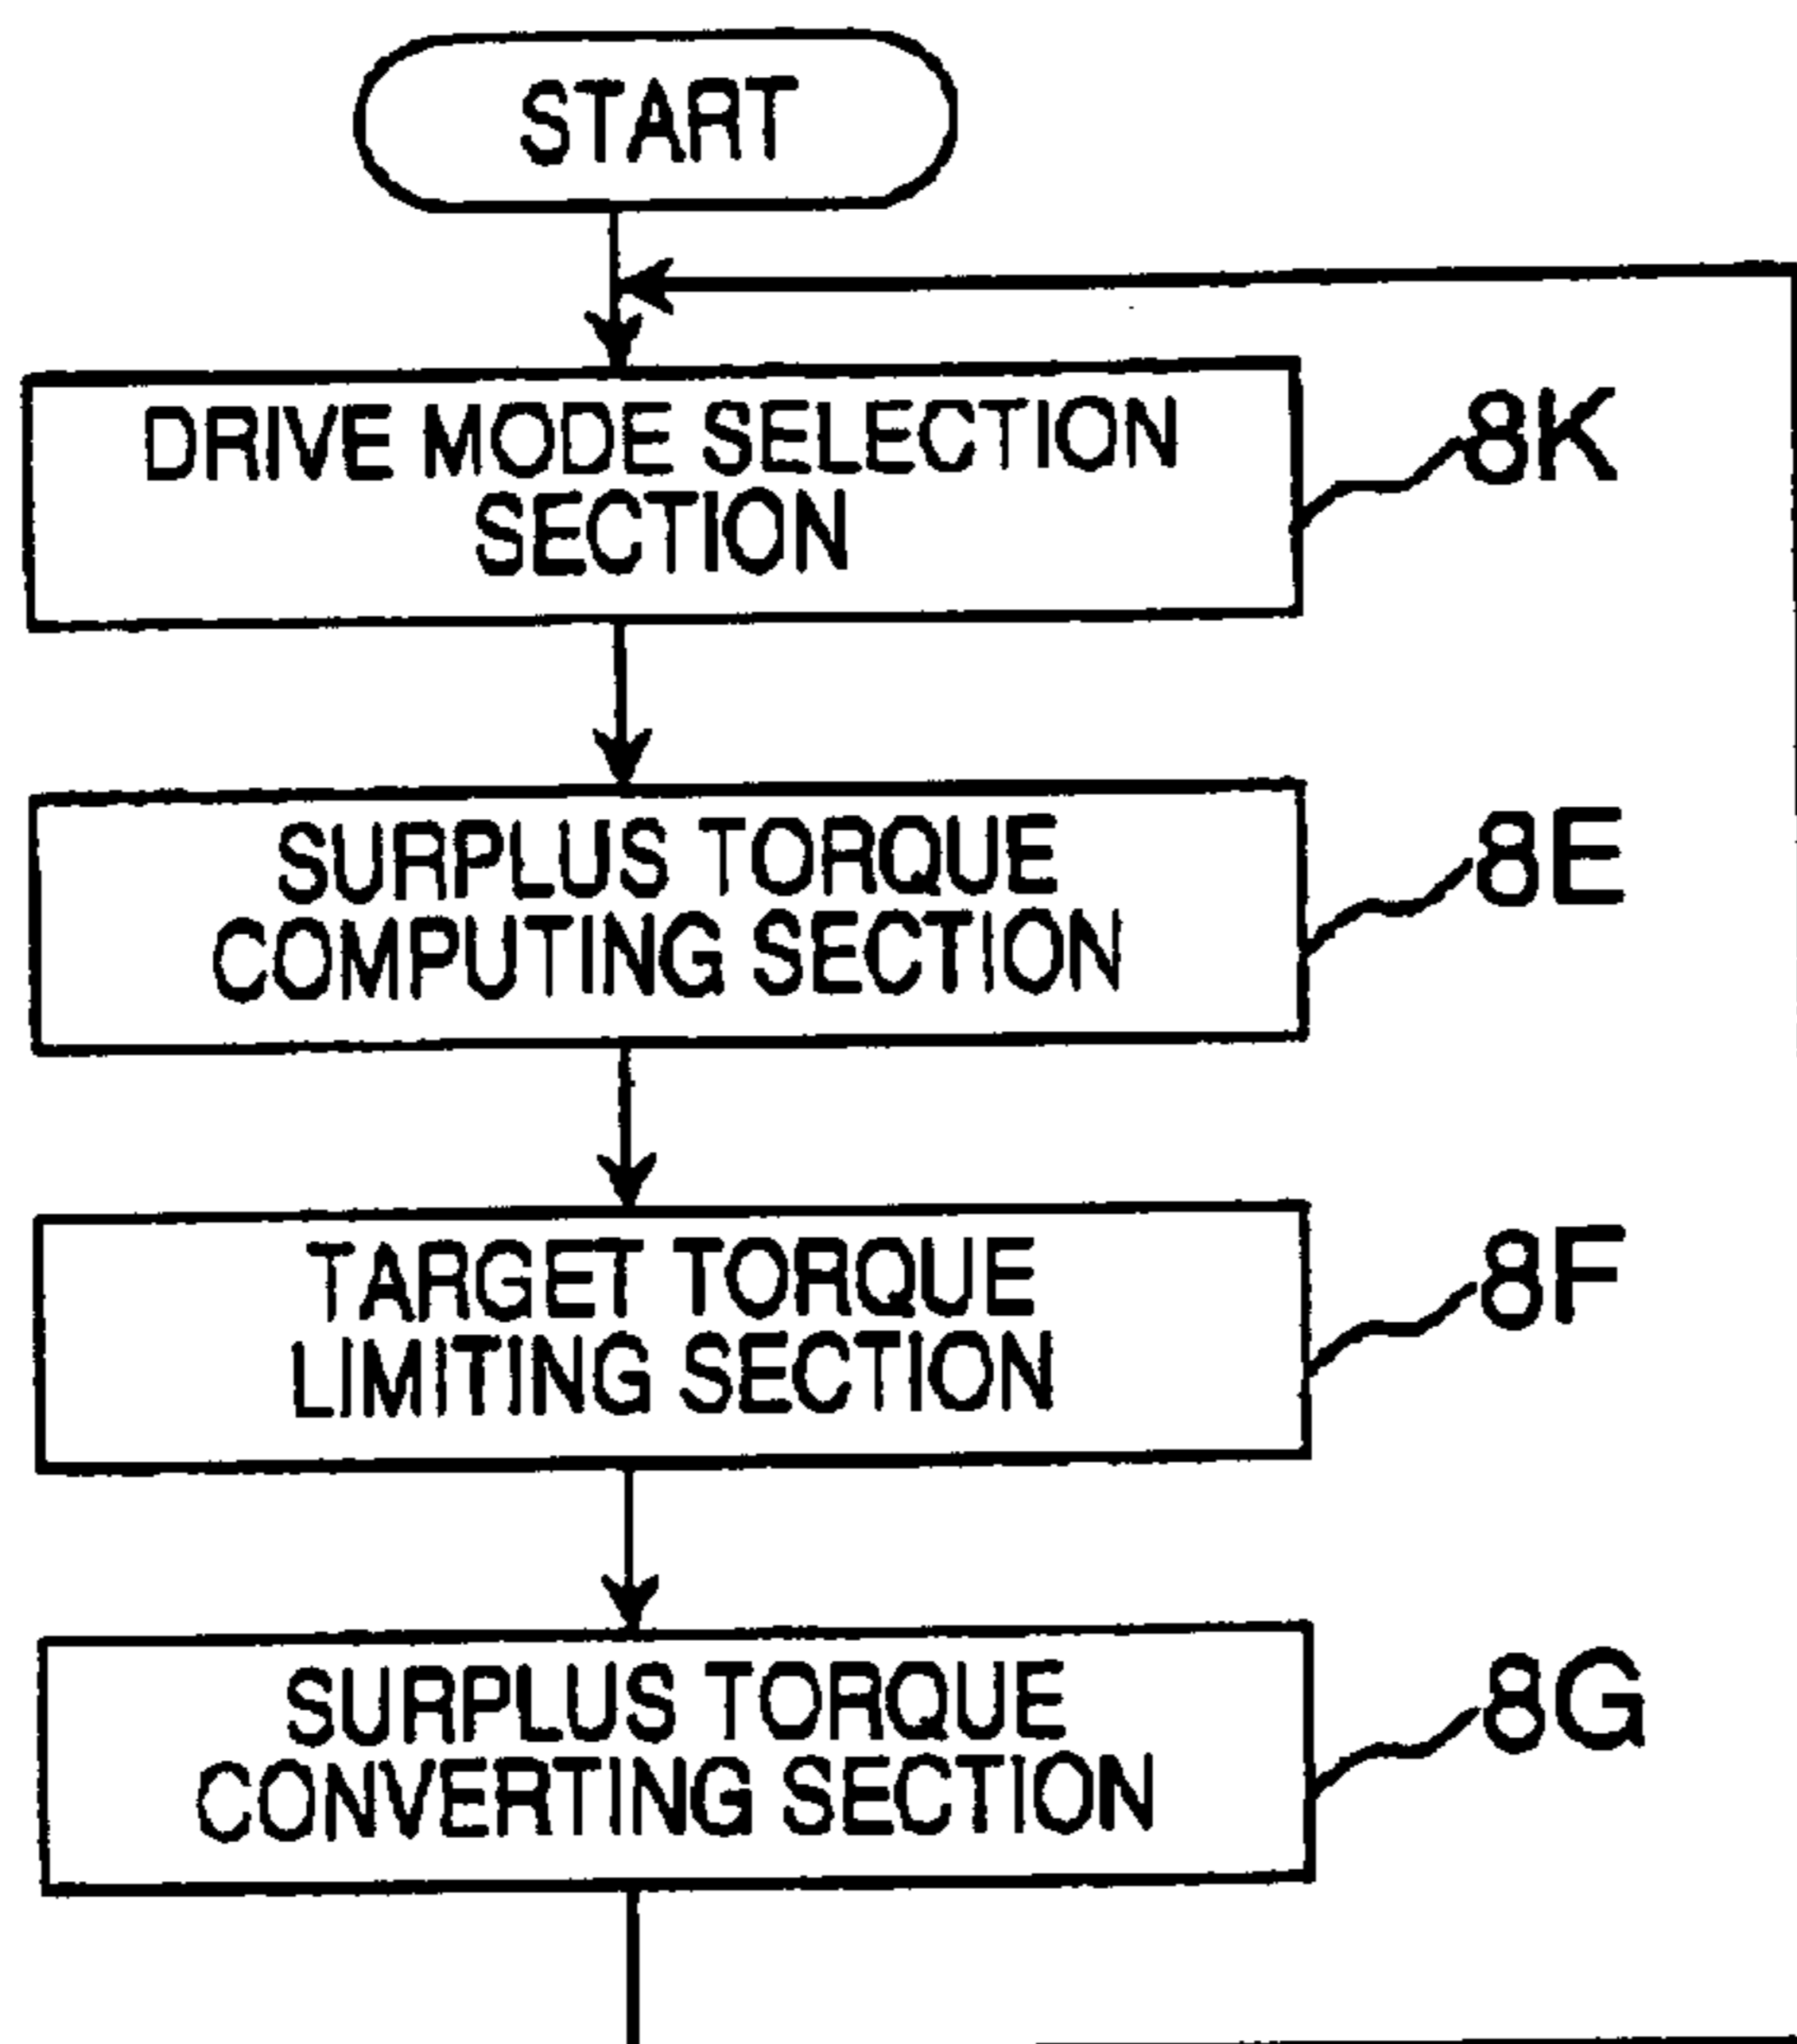 START
DRIVE MODE SELECTION
SECTION
8K
SURPLUS TORQUE
COMPUTING SECTION
8E
TARGET TORQUE
LIMITING SECTION
8F
SURPLUS TORQUE
CONVERTING SECTION
8G